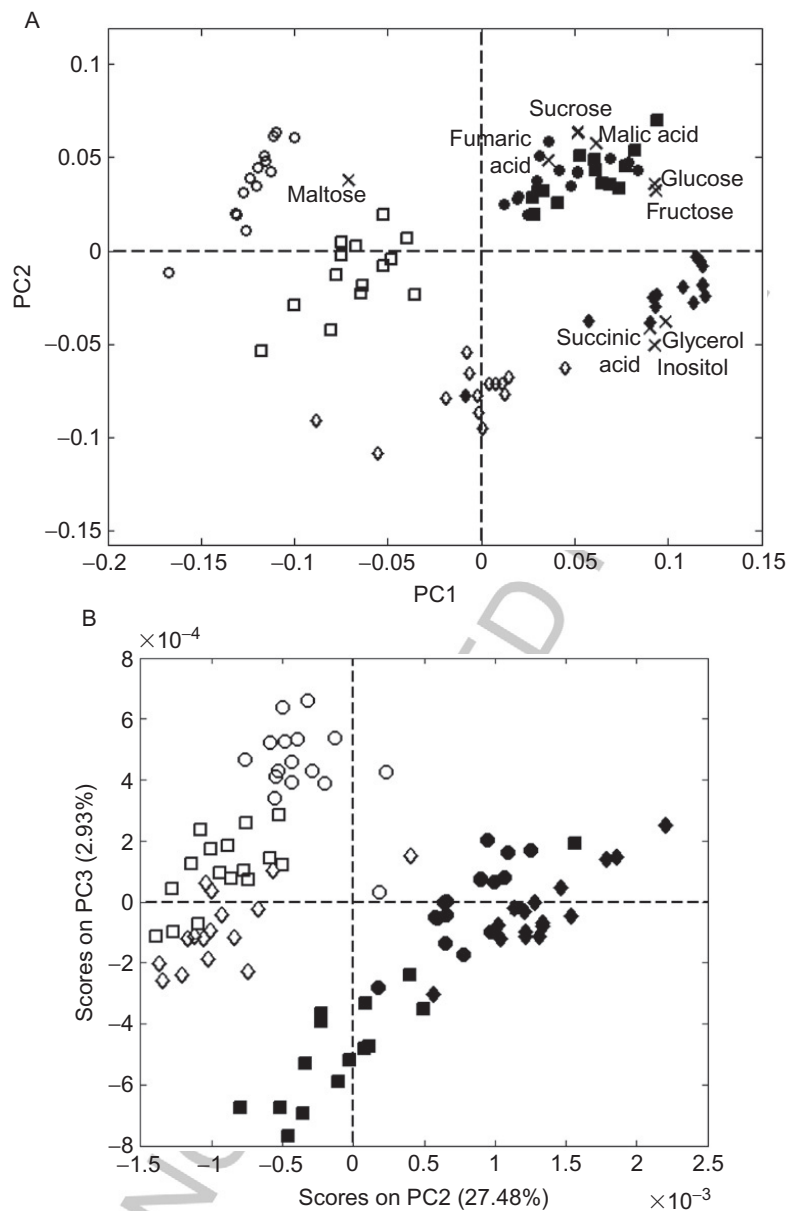 A
0.1
0.05
0
−0.05
−0.1
−0.15
PC2
Sucrose
Fumaric Malic acid
acid
Maltose
Glucose
Fructose
Succinic Glycerol
acid Inositol
−0.2 −0.15 −0.1 −0.05 0 0.05 0.1 0.15
PC1
B
×10⁻⁴
8
6
4
2
0
−2
−4
−6
−8
Scores on PC3 (2.93%)
−1.5 −1 −0.5 0 0.5 1 1.5 2 2.5
Scores on PC2 (27.48%) ×10⁻³